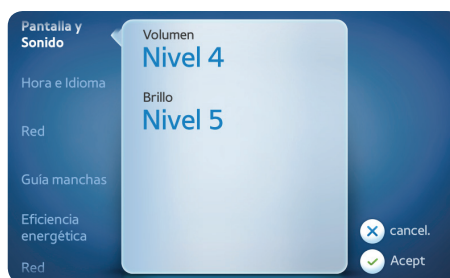 Pantalla y
Sonido
Hora e Idioma
Red
Guía manchas
Eficiencia
energética
Red
Volumen
Nivel 4
Brillo
Nivel 5
cancel.
Acept